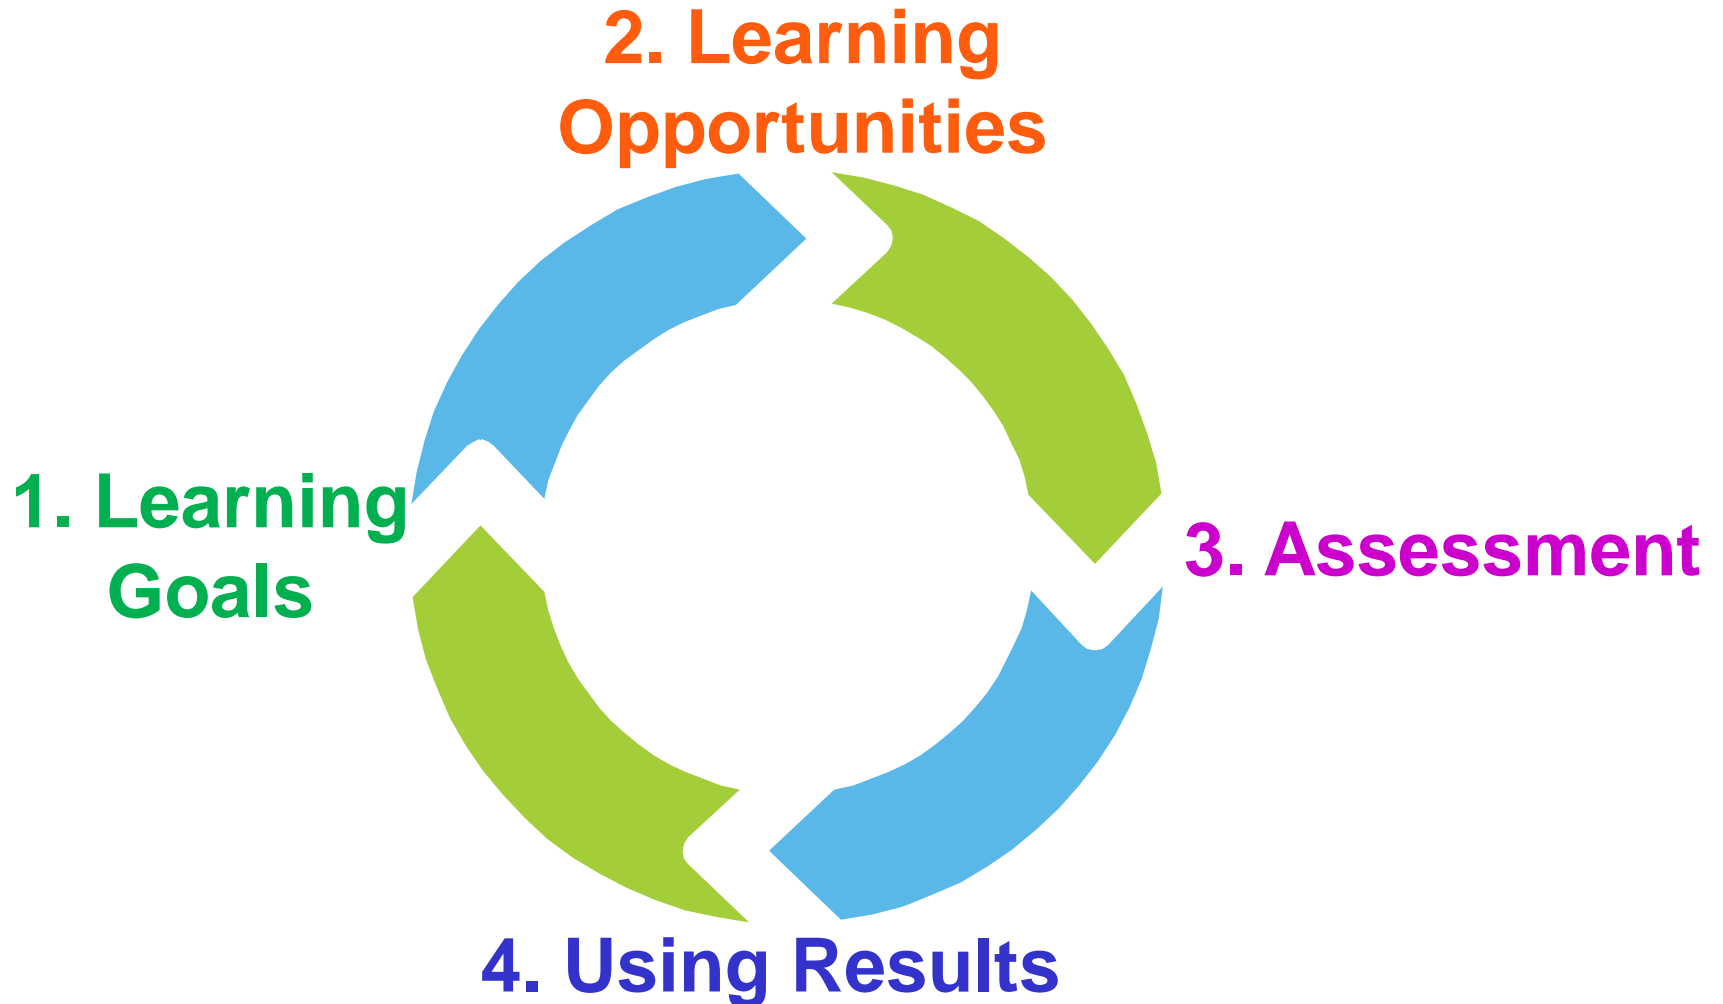 2. Learning
Opportunities
1. Learning
Goals
3. Assessment
4. Using Results